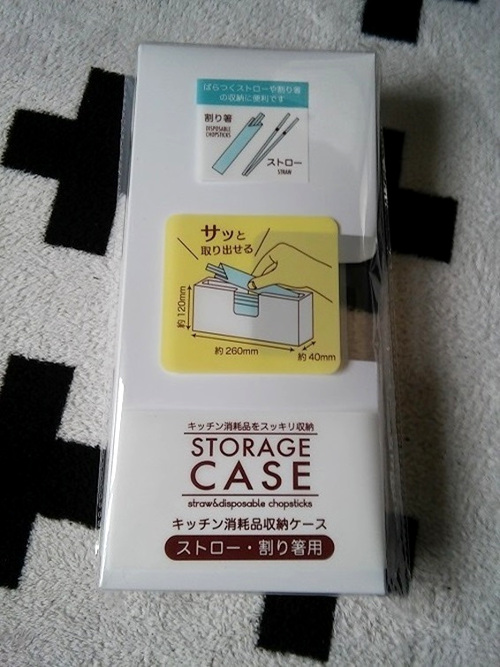 ばらつくストローや割り箸
の収納に便利です
割り箸
DISPOSABLE
CHOPSTICKS
ストロー
STRAW
サッと
取り出せる
約120mm
約260mm
約40mm
キッチン消耗品をスッキリ収納
STORAGE
CASE
straw&disposable chopsticks
キッチン消耗品収納ケース
ストロー・割り箸用